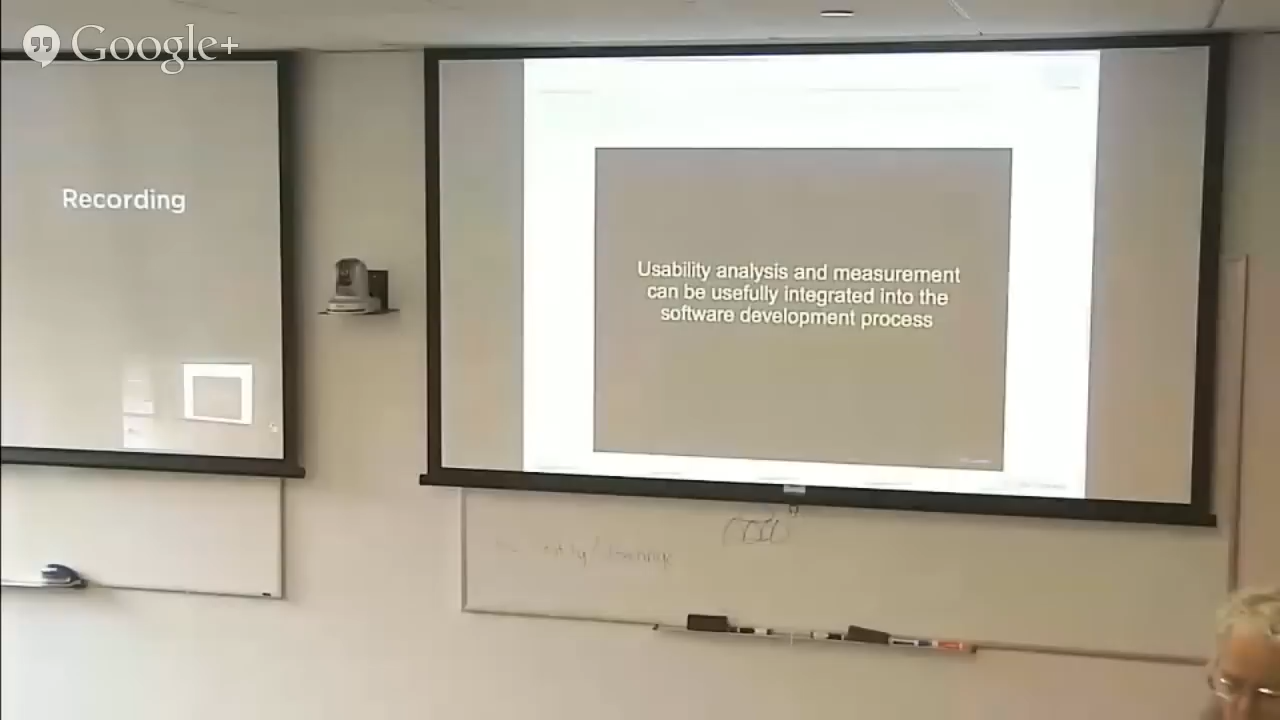 Google+
Recording
Usability analysis and measurement
can be usefully integrated into the
software development process